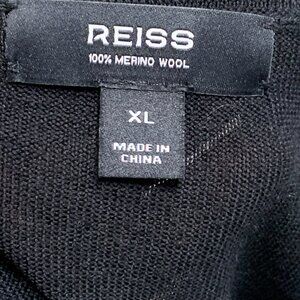 REISS
100% MERINO WOOL
XL
MADE IN
CHINA